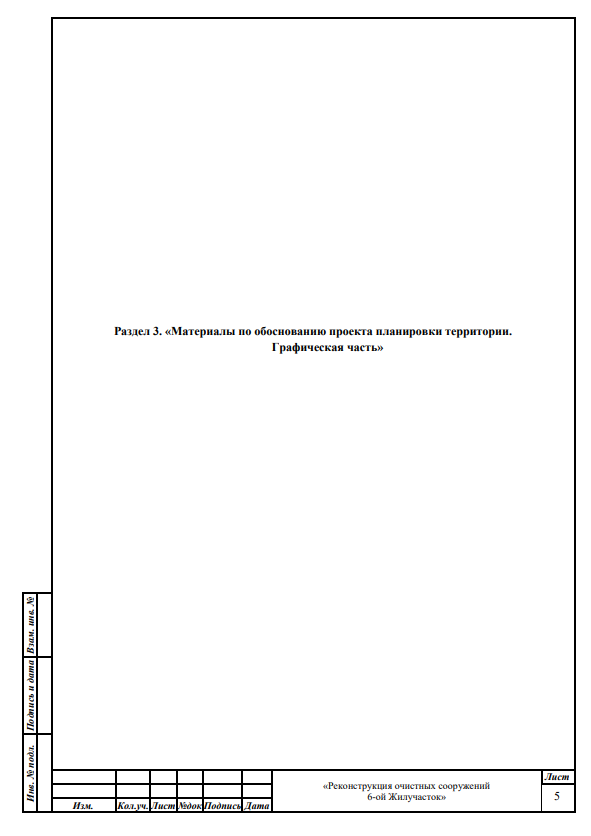 Раздел 3. «Материалы по обоснованию проекта планировки территории.
Графическая часть»
Взам. инв. №
Подпись и дата
Инв. № подл.
Изм. Кол.уч. Лист №док Подпись Дата
«Реконструкция очистных сооружений
6-ой Жилучасток»
Лист
5